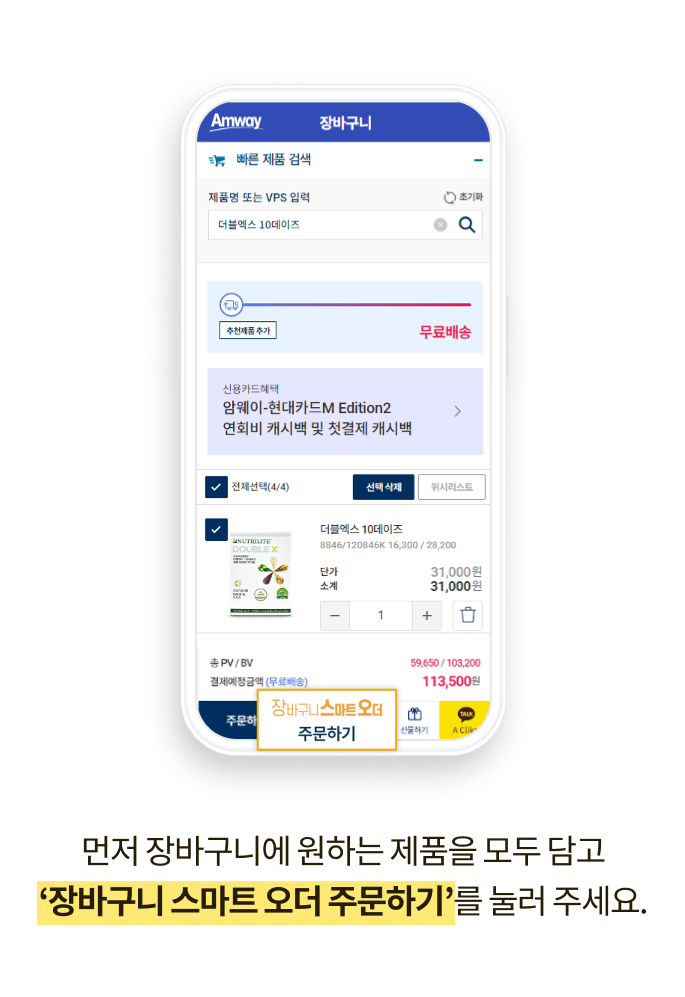 Amway 장바구니
빠른 제품 검색
제품명 또는 VPS 입력 초기화
더블엑스 10데이즈
추천제품 추가
무료배송
신용카드혜택
암웨이-현대카드M Edition2
연회비 캐시백 및 첫결제 캐시백
전체선택(4/4) 선택 삭제 위시리스트
더블엑스 10데이즈
8846/120846K 16,300 / 28,200
NUTRILITE
DOUBLE X
단가 31,000원
소계 31,000원
1
총 PV / BV 59,650 / 103,200
결제예정금액 (무료배송) 113,500원
장바구니스마트오더
주문하기
주문하
선물하기
TALK
A Clik
먼저 장바구니에 원하는 제품을 모두 담고
‘장바구니 스마트 오더 주문하기’를 눌러 주세요.